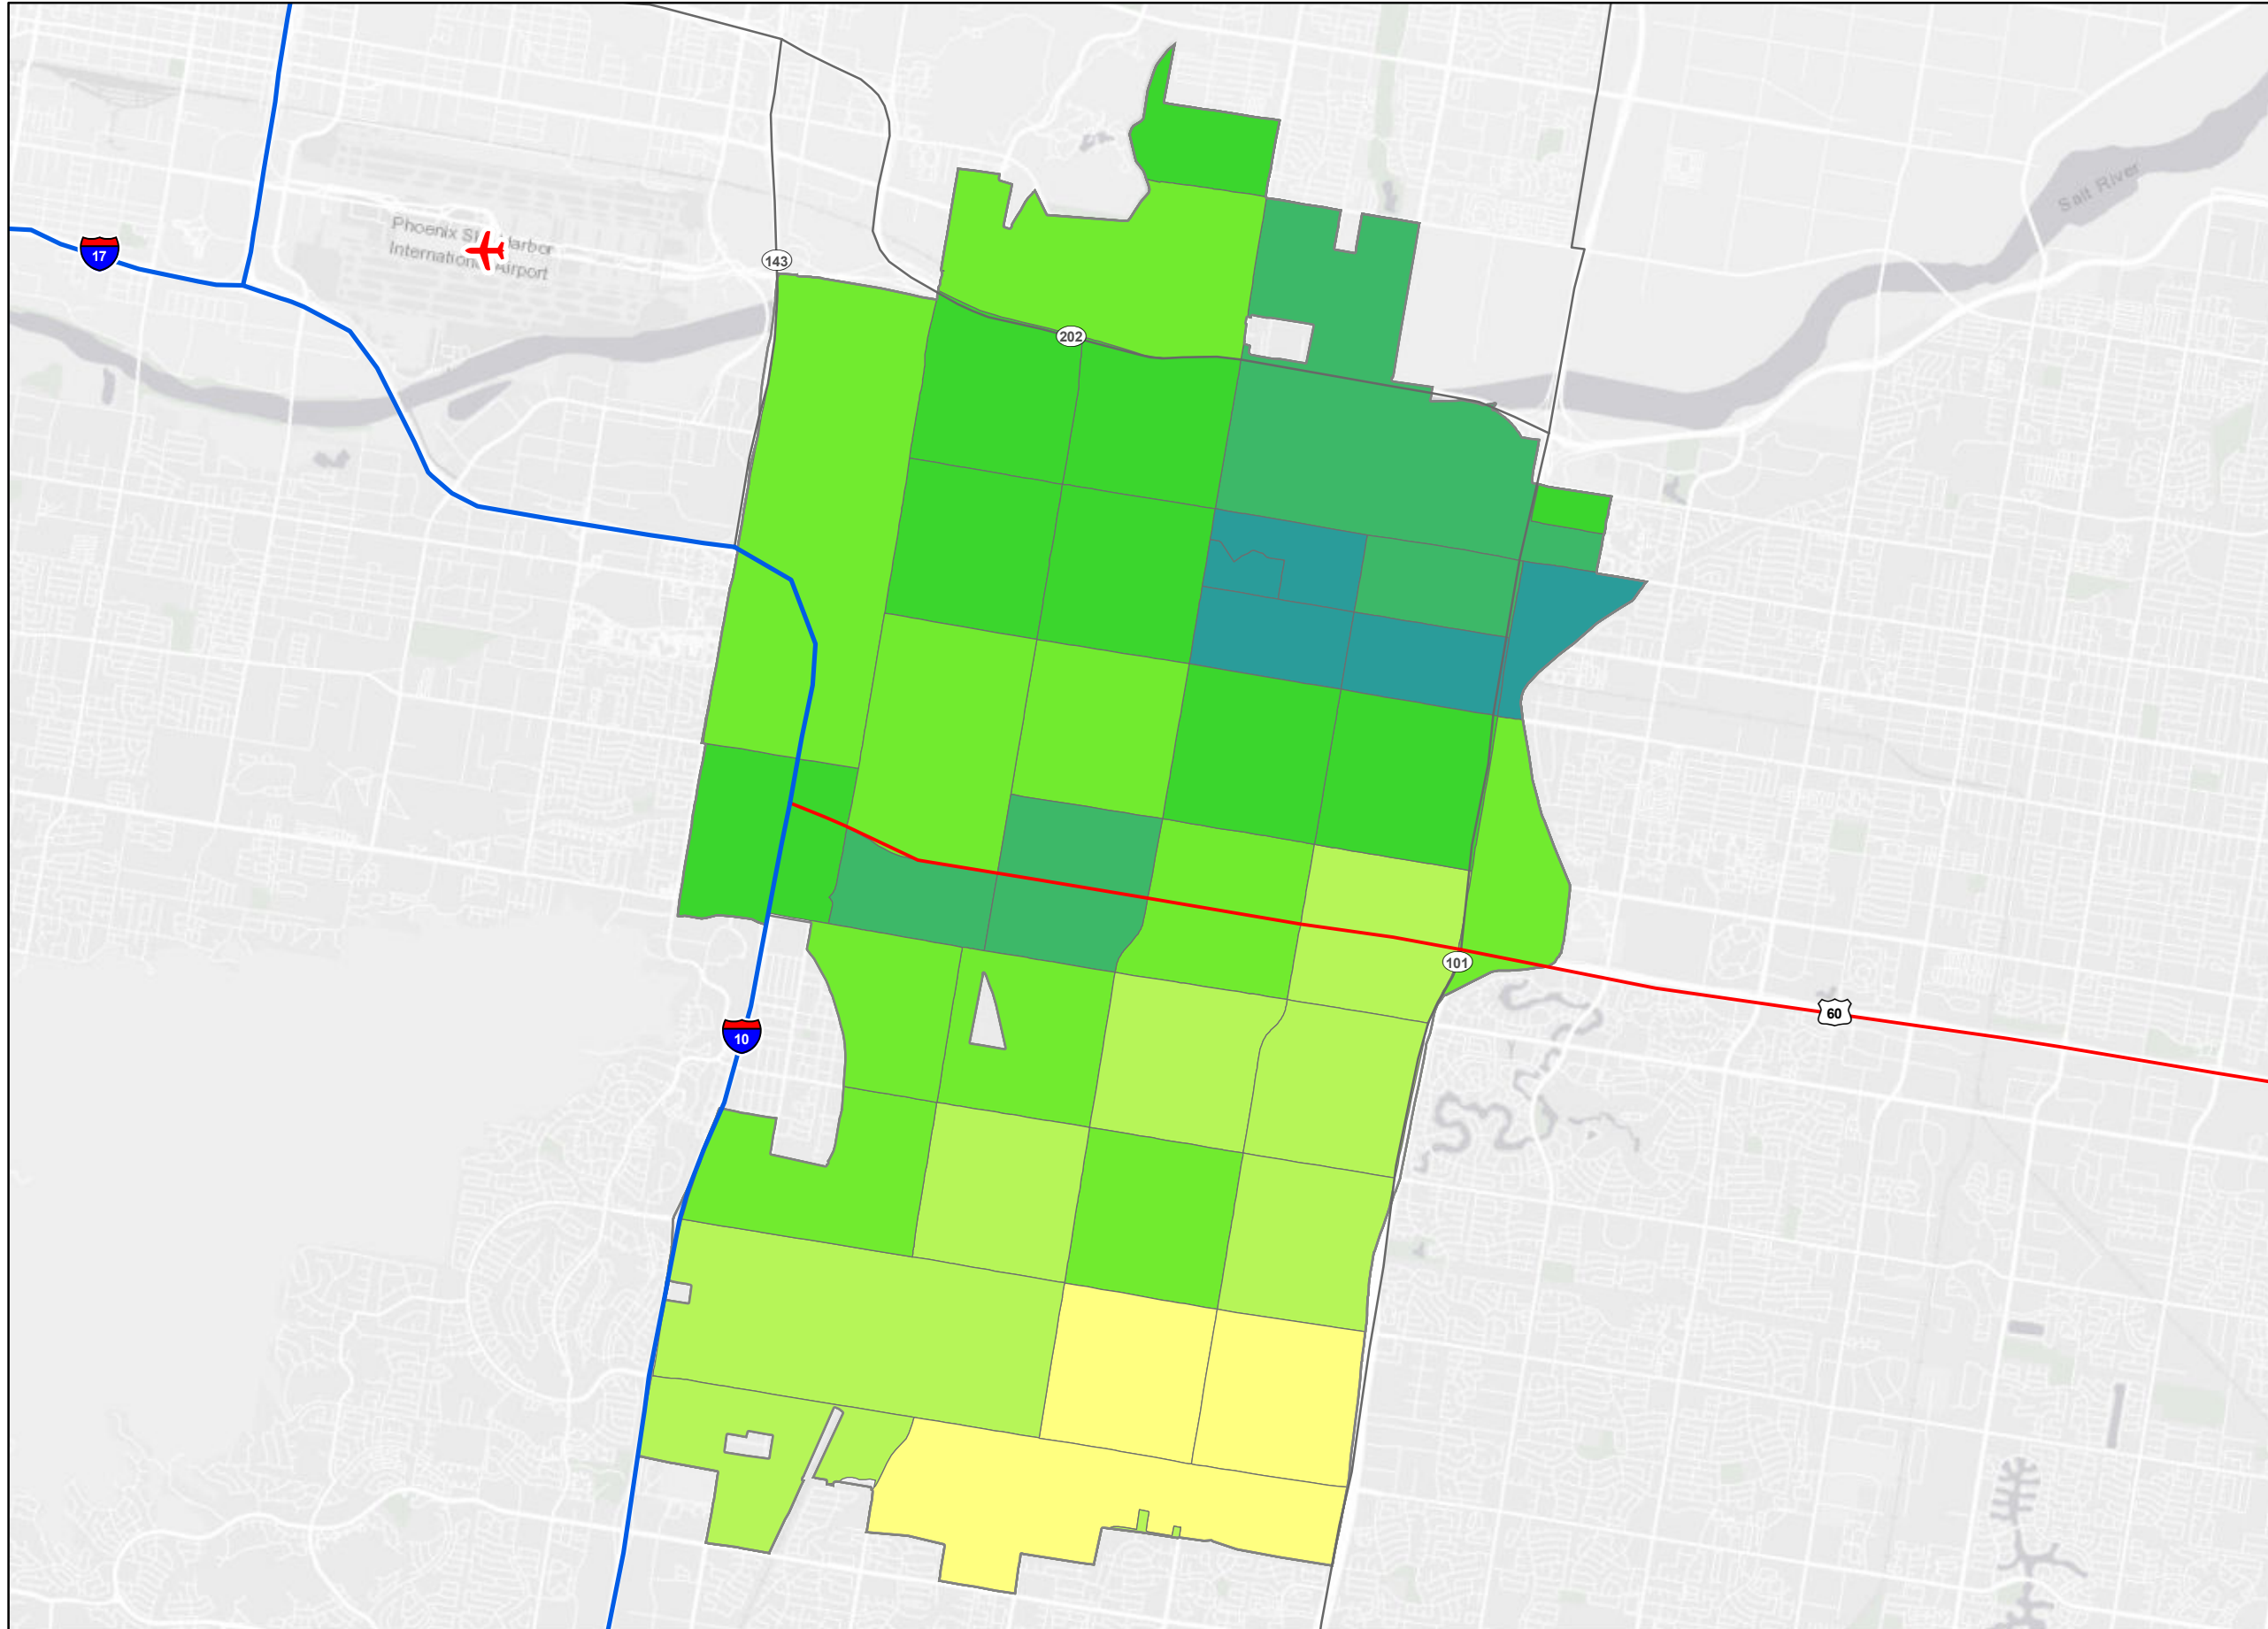 Salt River
Phoenix Sky Harbor
International Airport
17
143
202
101
60
10